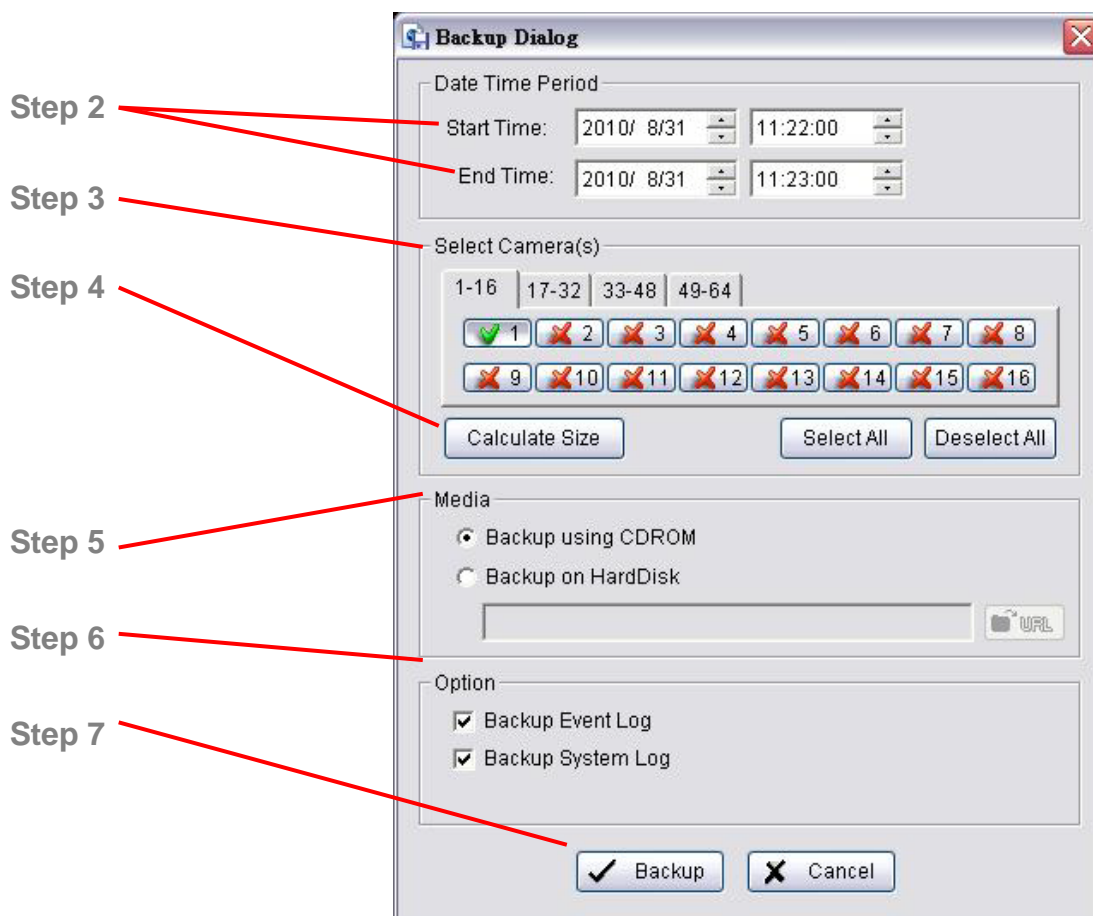 Backup Dialog
Date Time Period
Step 2
Start Time: 2010/ 8/31 11:22:00
End Time: 2010/ 8/31 11:23:00
Step 3
Select Camera(s)
Step 4
1-16 17-32 33-48 49-64
1 2 3 4 5 6 7 8
9 10 11 12 13 14 15 16
Calculate Size Select All Deselect All
Media
Step 5
Backup using CDROM
Backup on HardDisk
URL
Step 6
Option
Step 7
Backup Event Log
Backup System Log
Backup Cancel